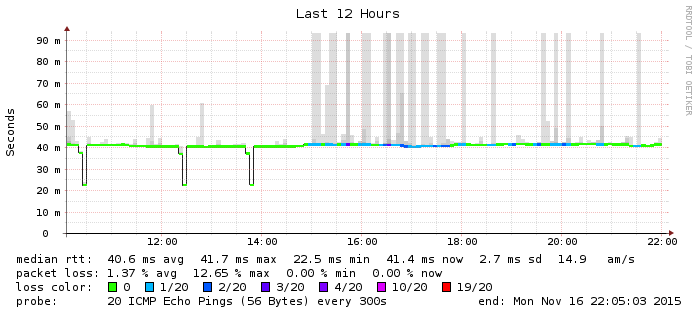 Last 12 Hours
RRDTOOL / TOBI OETIKER
Seconds
90 m
80 m
70 m
60 m
50 m
40 m
30 m
20 m
10 m
0
12:00 14:00 16:00 18:00 20:00 22:00
median rtt: 40.6 ms avg 41.7 ms max 22.5 ms min 41.4 ms now 2.7 ms sd 14.9 am/s
packet loss: 1.37 % avg 12.65 % max 0.00 % min 0.00 % now
loss color: 0 1/20 2/20 3/20 4/20 10/20 19/20
probe: 20 ICMP Echo Pings (56 Bytes) every 300s end: Mon Nov 16 22:05:03 2015